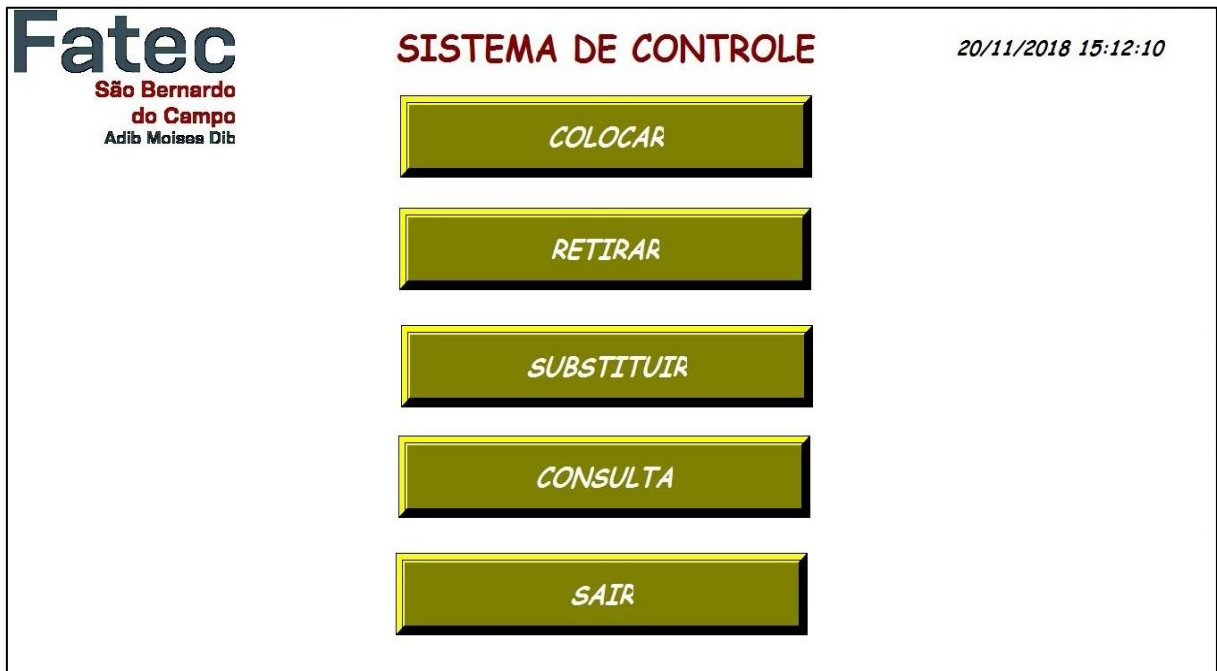 Fatec
São Bernardo
do Campo
Adib Moises Dib
SISTEMA DE CONTROLE
20/11/2018 15:12:10
COLOCAR
RETIRAR
SUBSTITUIR
CONSULTA
SAIR